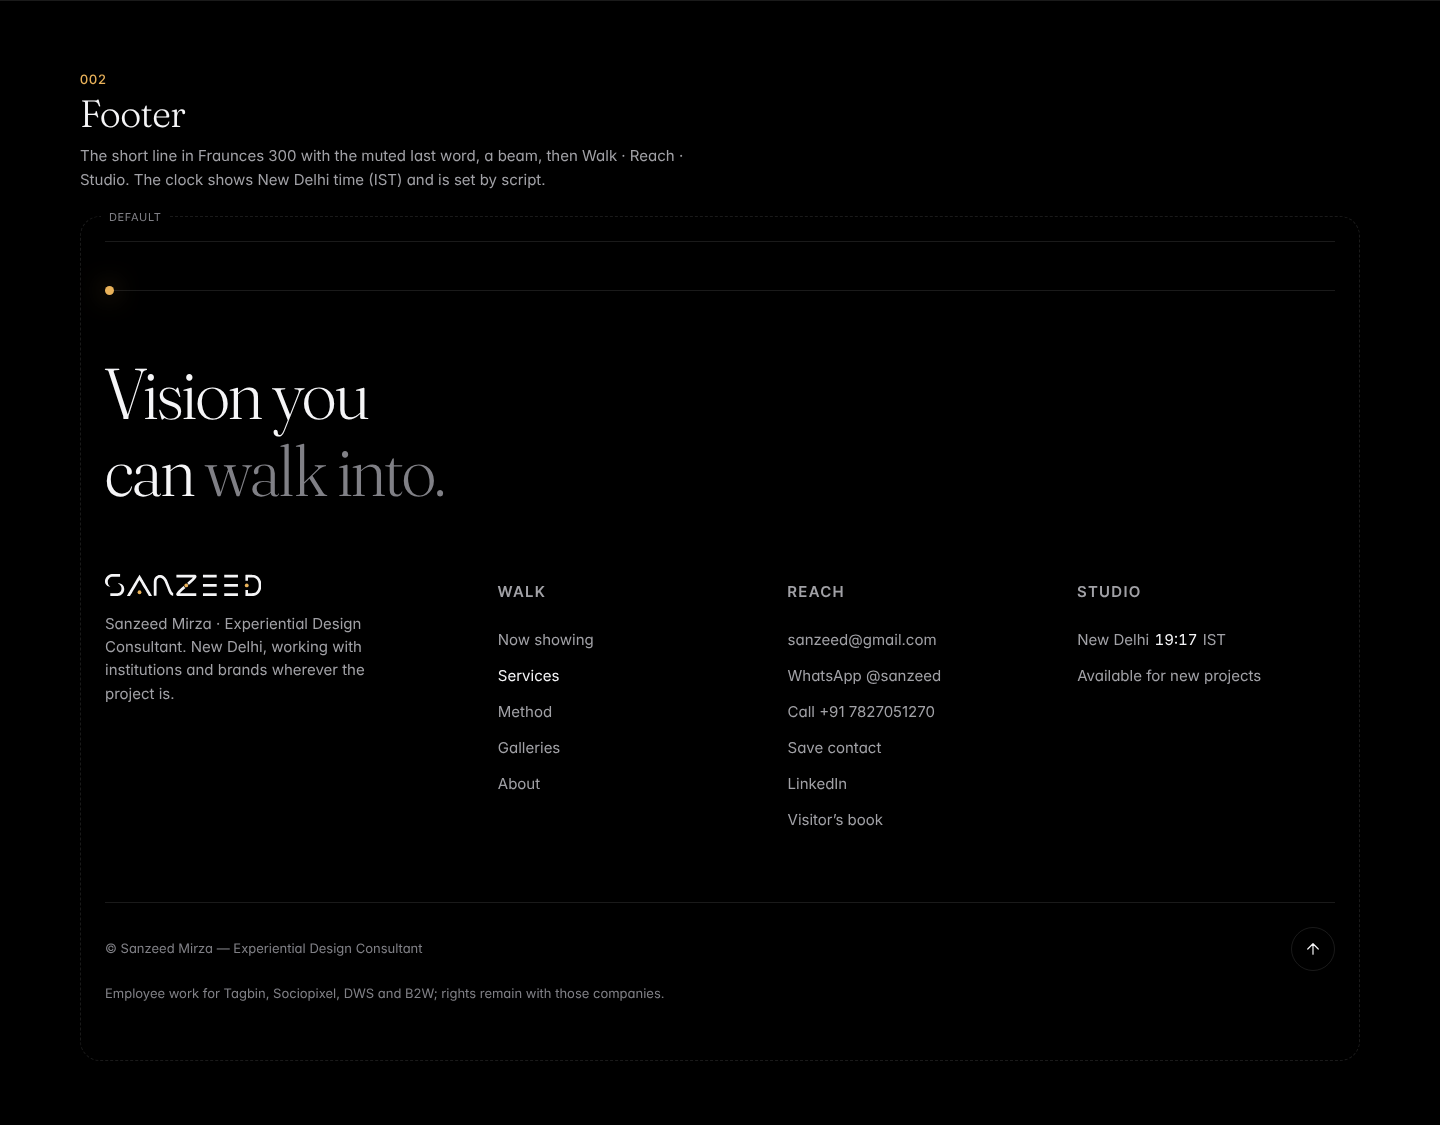 002
Footer
The short line in Fraunces 300 with the muted last word, a beam, then Walk · Reach ·
Studio. The clock shows New Delhi time (IST) and is set by script.
DEFAULT
Vision you
can walk into.
SANZEED
Sanzeed Mirza · Experiential Design
Consultant. New Delhi, working with
institutions and brands wherever the
project is.
WALK
Now showing
Services
Method
Galleries
About
REACH
sanzeed@gmail.com
WhatsApp @sanzeed
Call +91 7827051270
Save contact
LinkedIn
Visitor’s book
STUDIO
New Delhi 19:17 IST
Available for new projects
© Sanzeed Mirza — Experiential Design Consultant
Employee work for Tagbin, Sociopixel, DWS and B2W; rights remain with those companies.